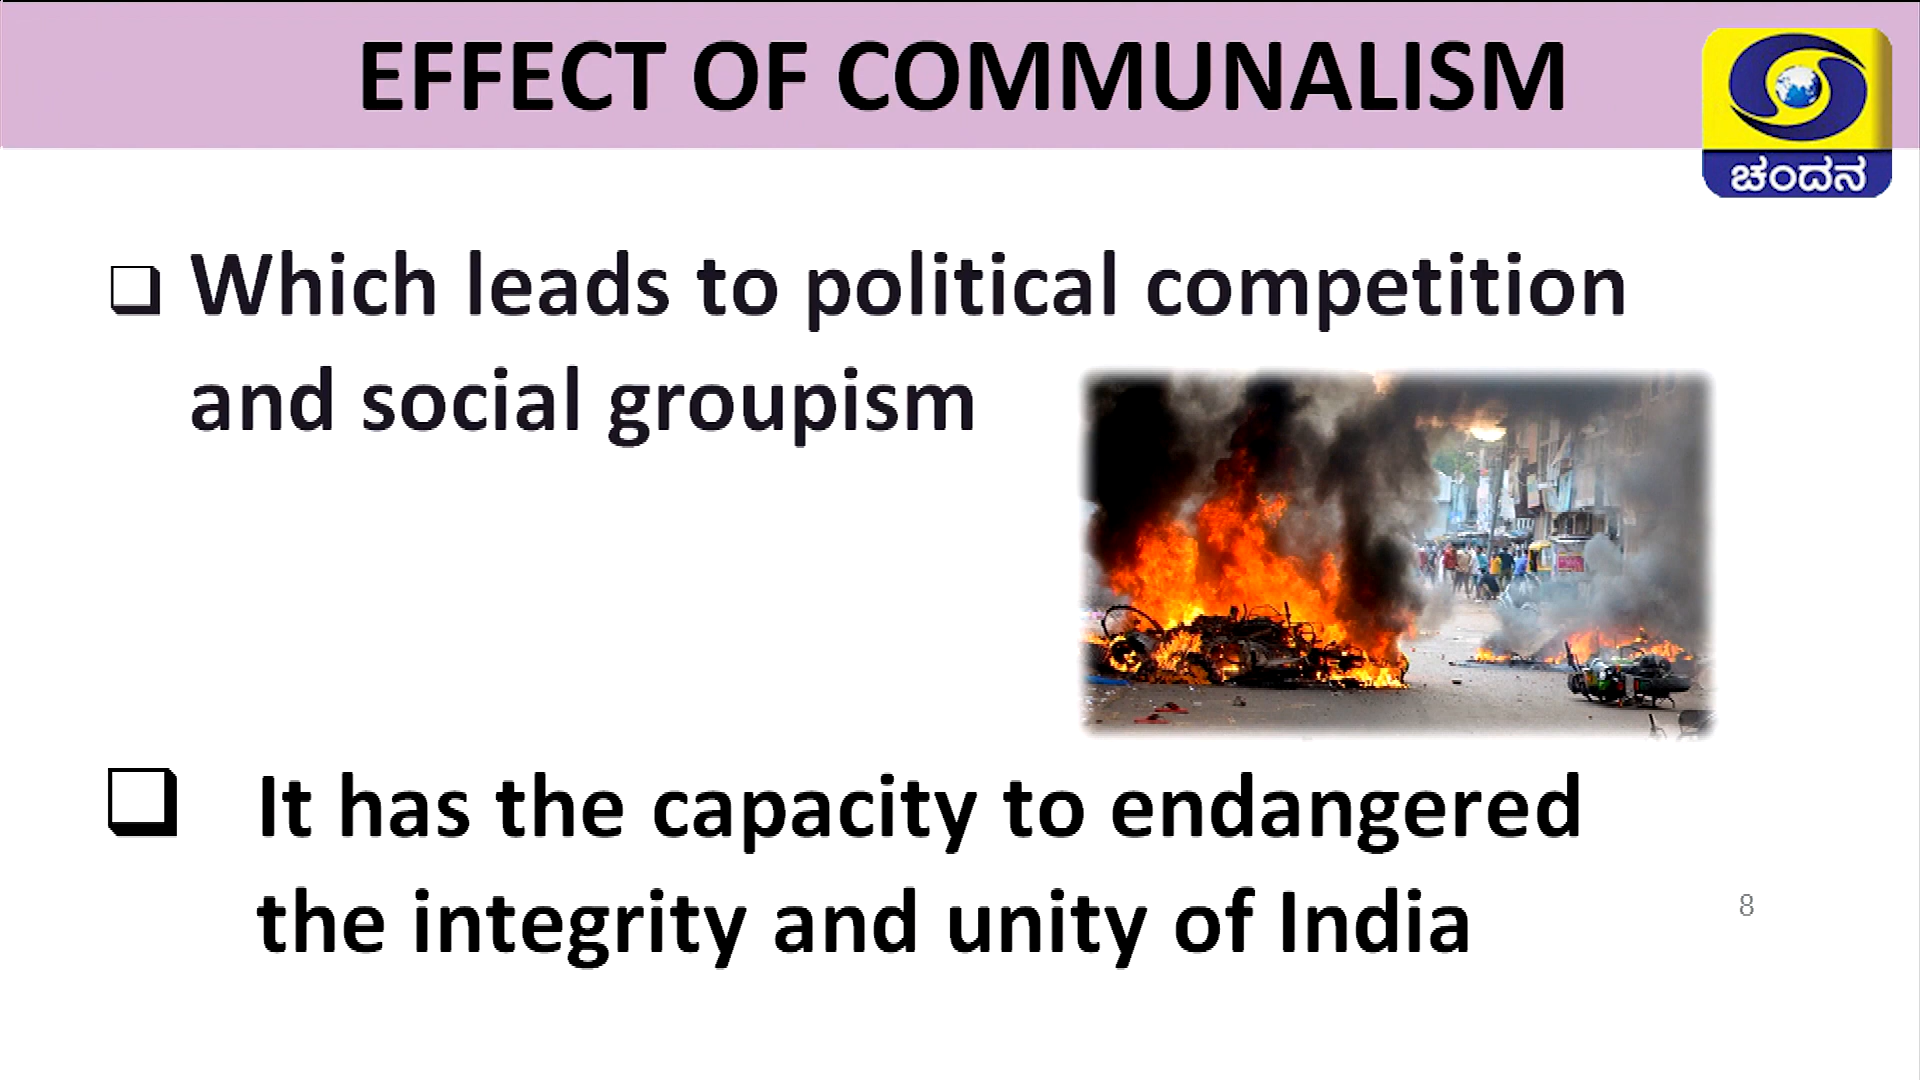 EFFECT OF COMMUNALISM
ಚಂದನ
Which leads to political competition
and social groupism
It has the capacity to endangered
the integrity and unity of India
8